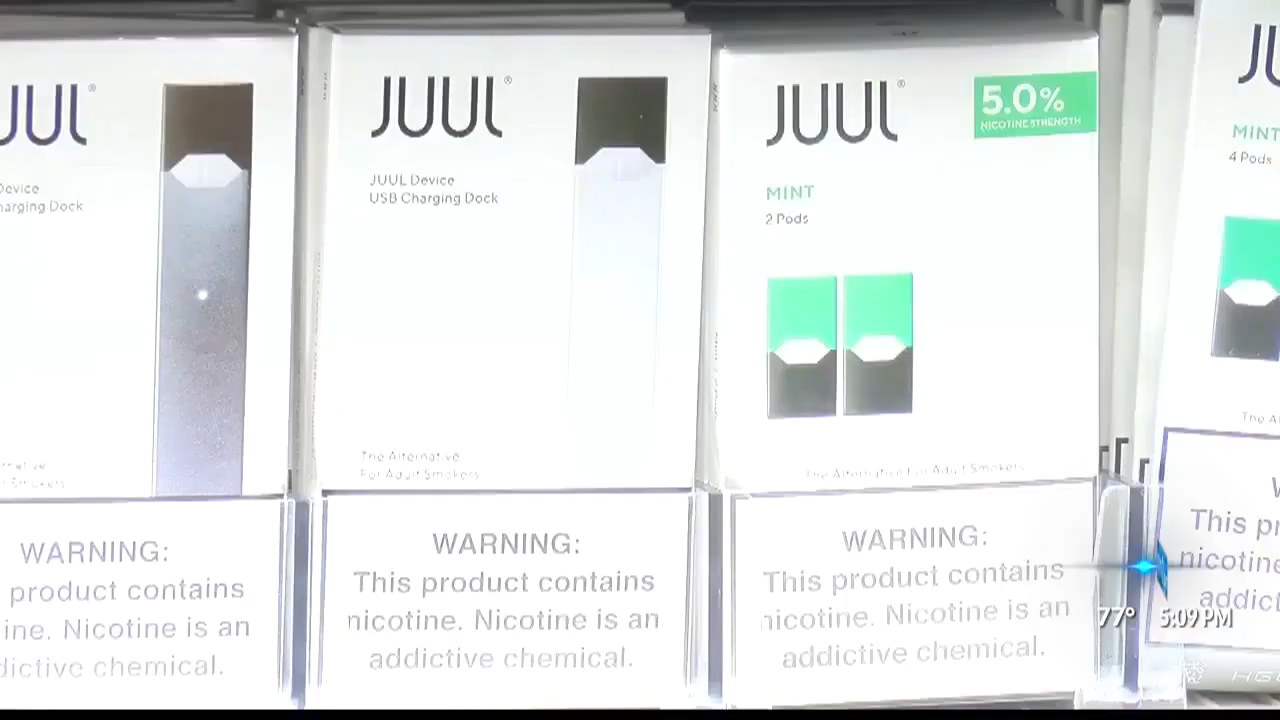 JUUL®
Device
harging Dock
WARNING:
product contains
ine. Nicotine is an
dictive chemical.
JUUL®
JUUL Device
USB Charging Dock
The Alternative
For Adult Smokers
WARNING:
This product contains
nicotine. Nicotine is an
addictive chemical.
JUUL®
5.0%
NICOTINE STRENGTH
MINT
2 Pods
The Alternative For Adult Smokers
WARNING:
This product contains
nicotine. Nicotine is an
addictive chemical.
JU
MINT
4 Pods
The Al
W
This pr
nicotine
addic
77° 5:09 PM